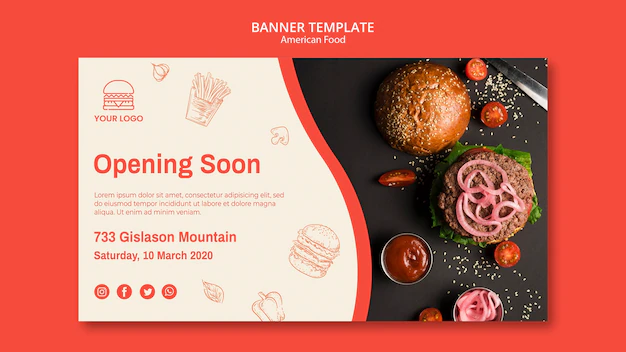 BANNER TEMPLATE
American Food
YOUR LOGO
Opening Soon
Lorem ipsum dolor sit amet, consectetur adipisicing elit, sed
do eiusmod tempor incididunt ut labore et dolore magna
aliqua. Ut enim ad minim veniam.
733 Gislason Mountain
Saturday, 10 March 2020